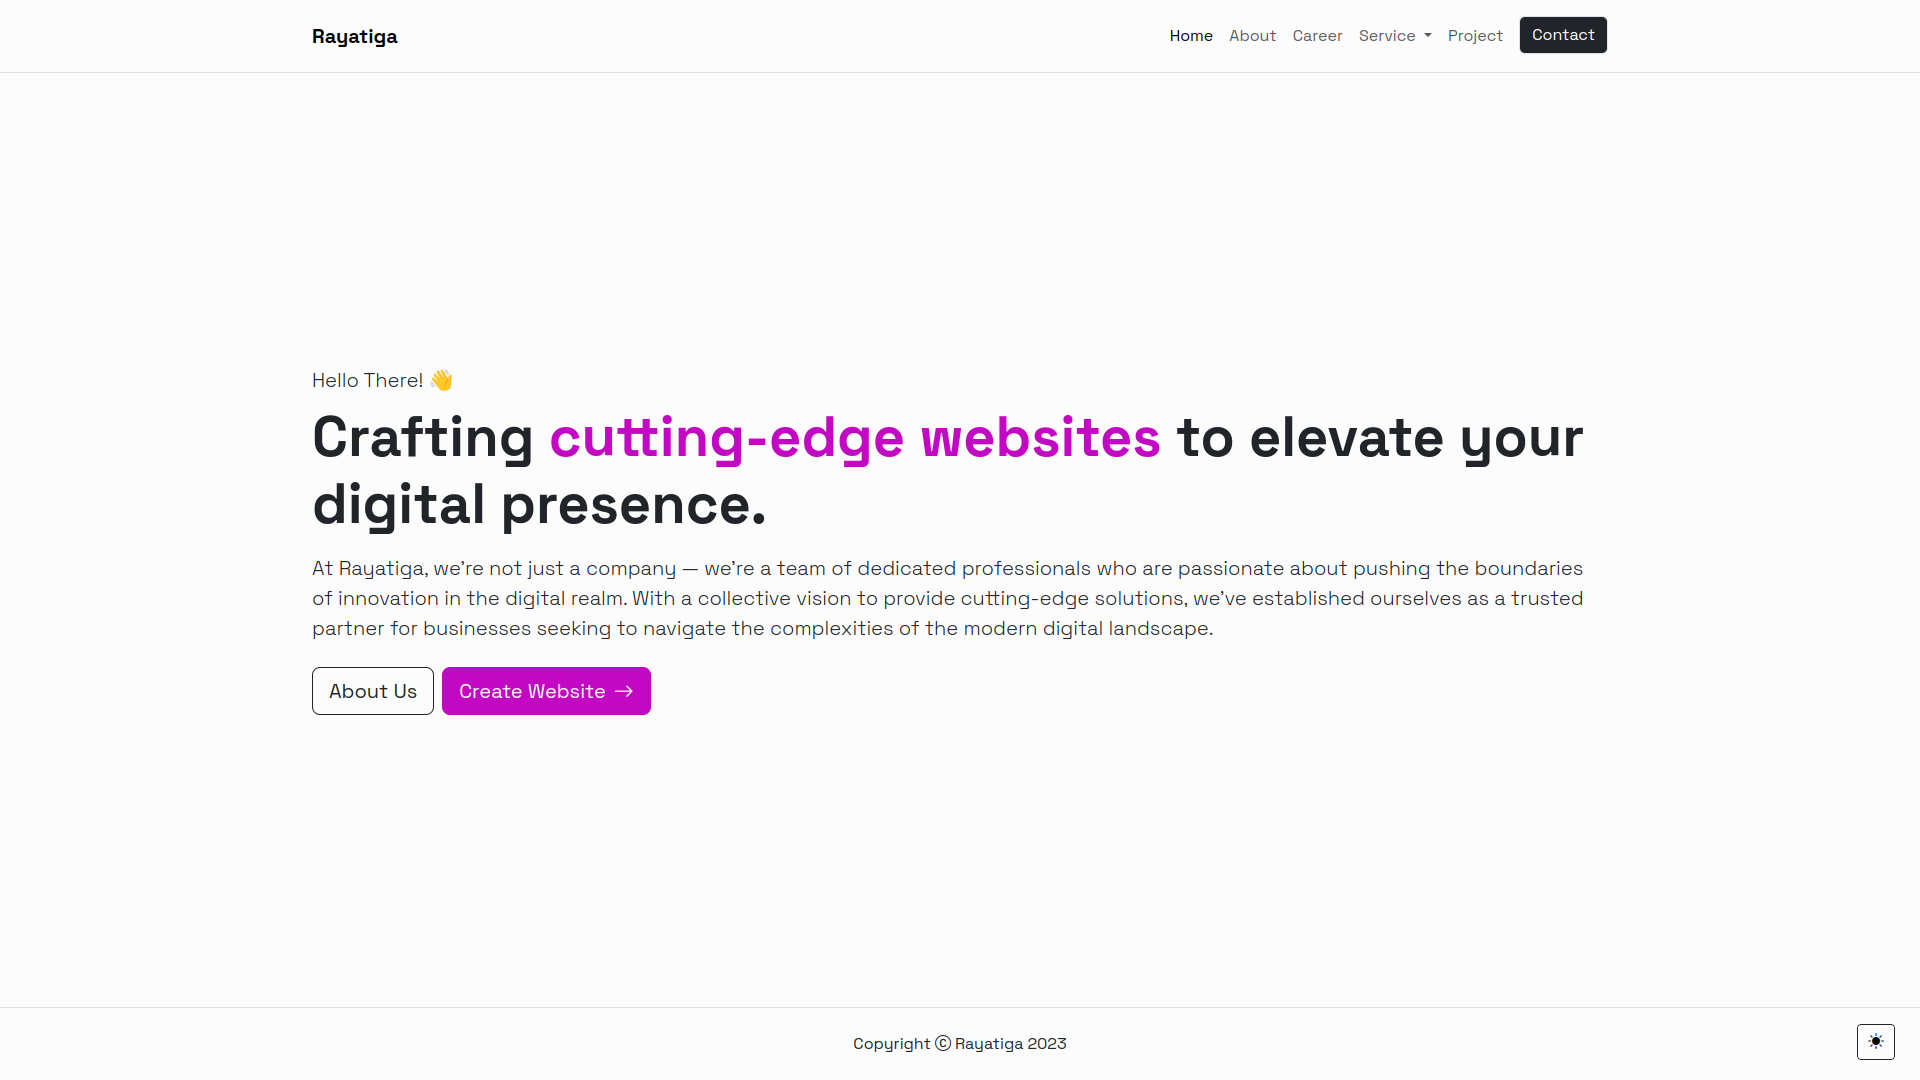 Rayatiga
Home About Career Service Project Contact
Hello There! 👋
Crafting cutting-edge websites to elevate your
digital presence.
At Rayatiga, we’re not just a company — we’re a team of dedicated professionals who are passionate about pushing the boundaries
of innovation in the digital realm. With a collective vision to provide cutting-edge solutions, we’ve established ourselves as a trusted
partner for businesses seeking to navigate the complexities of the modern digital landscape.
About Us
Create Website →
Copyright © Rayatiga 2023